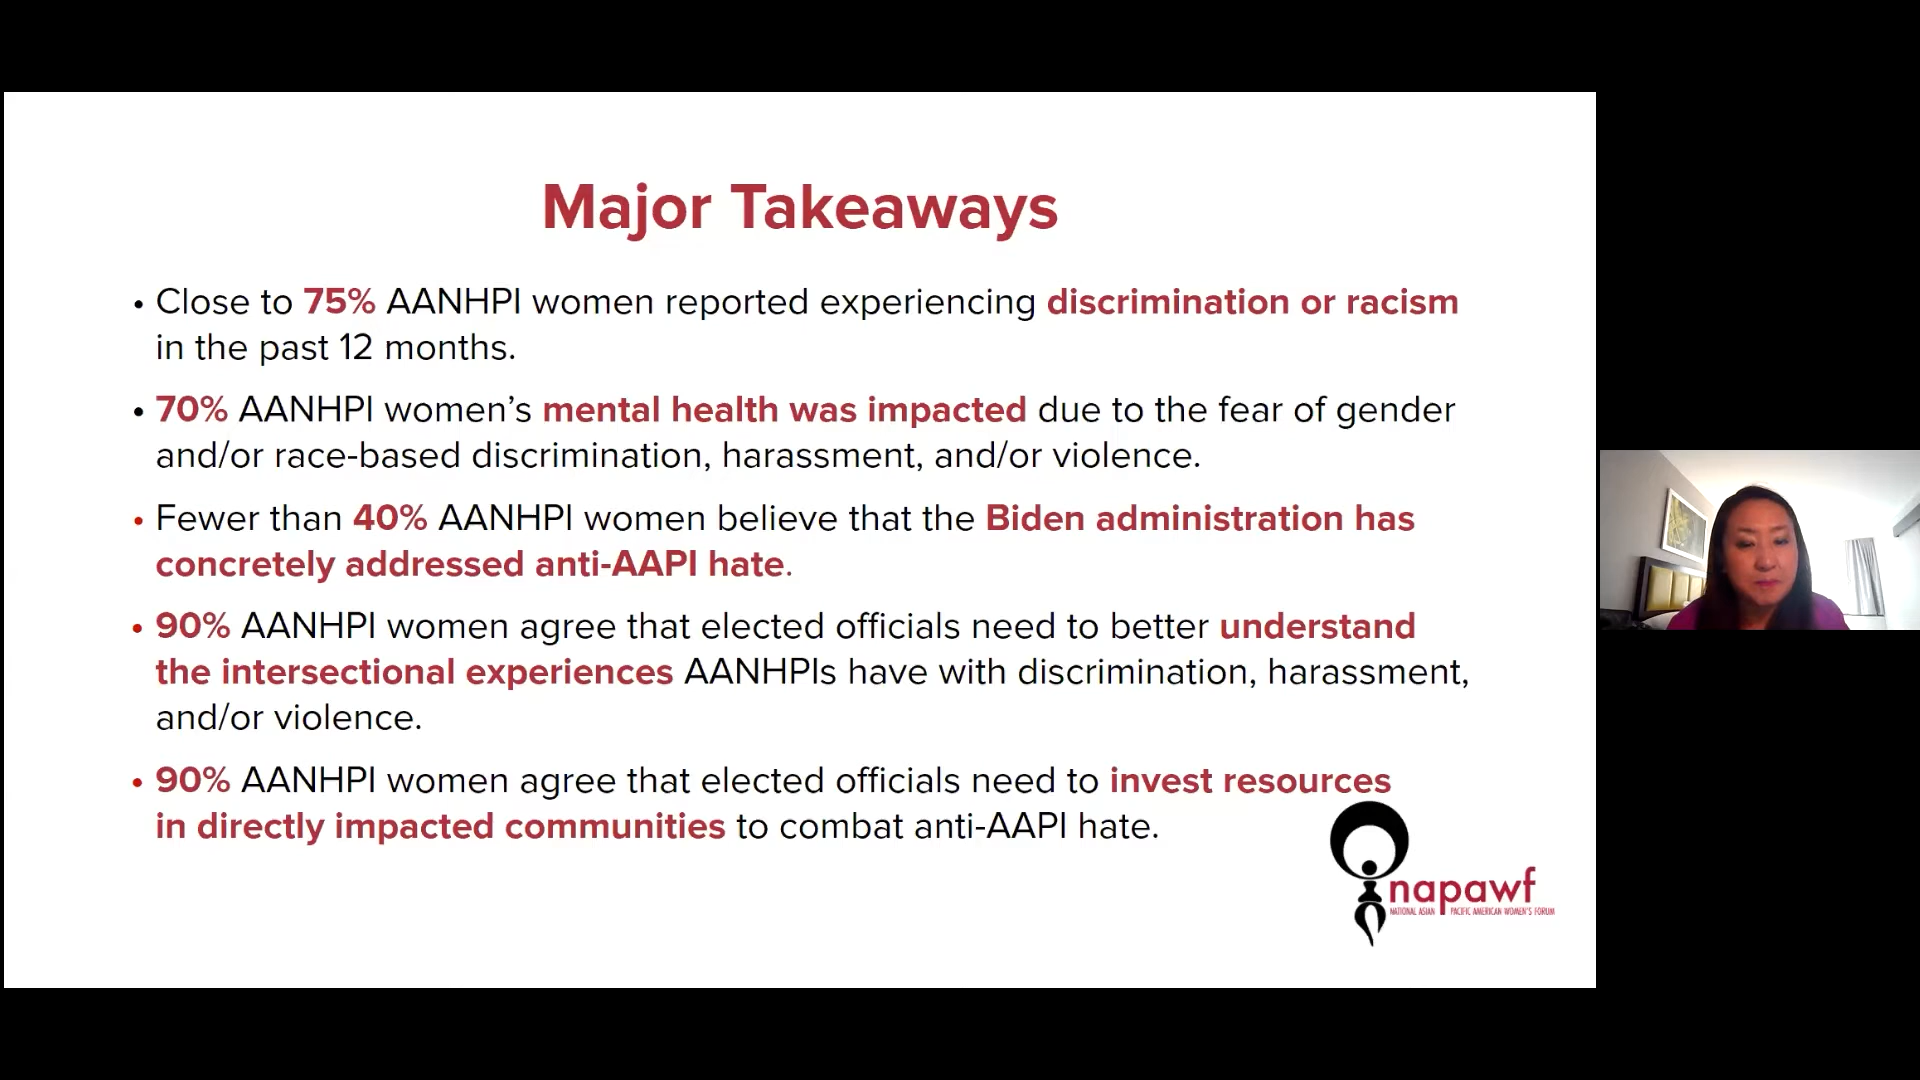 Major Takeaways
• Close to 75% AANHPI women reported experiencing discrimination or racism
in the past 12 months.
• 70% AANHPI women’s mental health was impacted due to the fear of gender
and/or race-based discrimination, harassment, and/or violence.
• Fewer than 40% AANHPI women believe that the Biden administration has
concretely addressed anti-AAPI hate.
• 90% AANHPI women agree that elected officials need to better understand
the intersectional experiences AANHPIs have with discrimination, harassment,
and/or violence.
• 90% AANHPI women agree that elected officials need to invest resources
in directly impacted communities to combat anti-AAPI hate.
napawf
NATIONAL ASIAN PACIFIC AMERICAN WOMEN'S FORUM